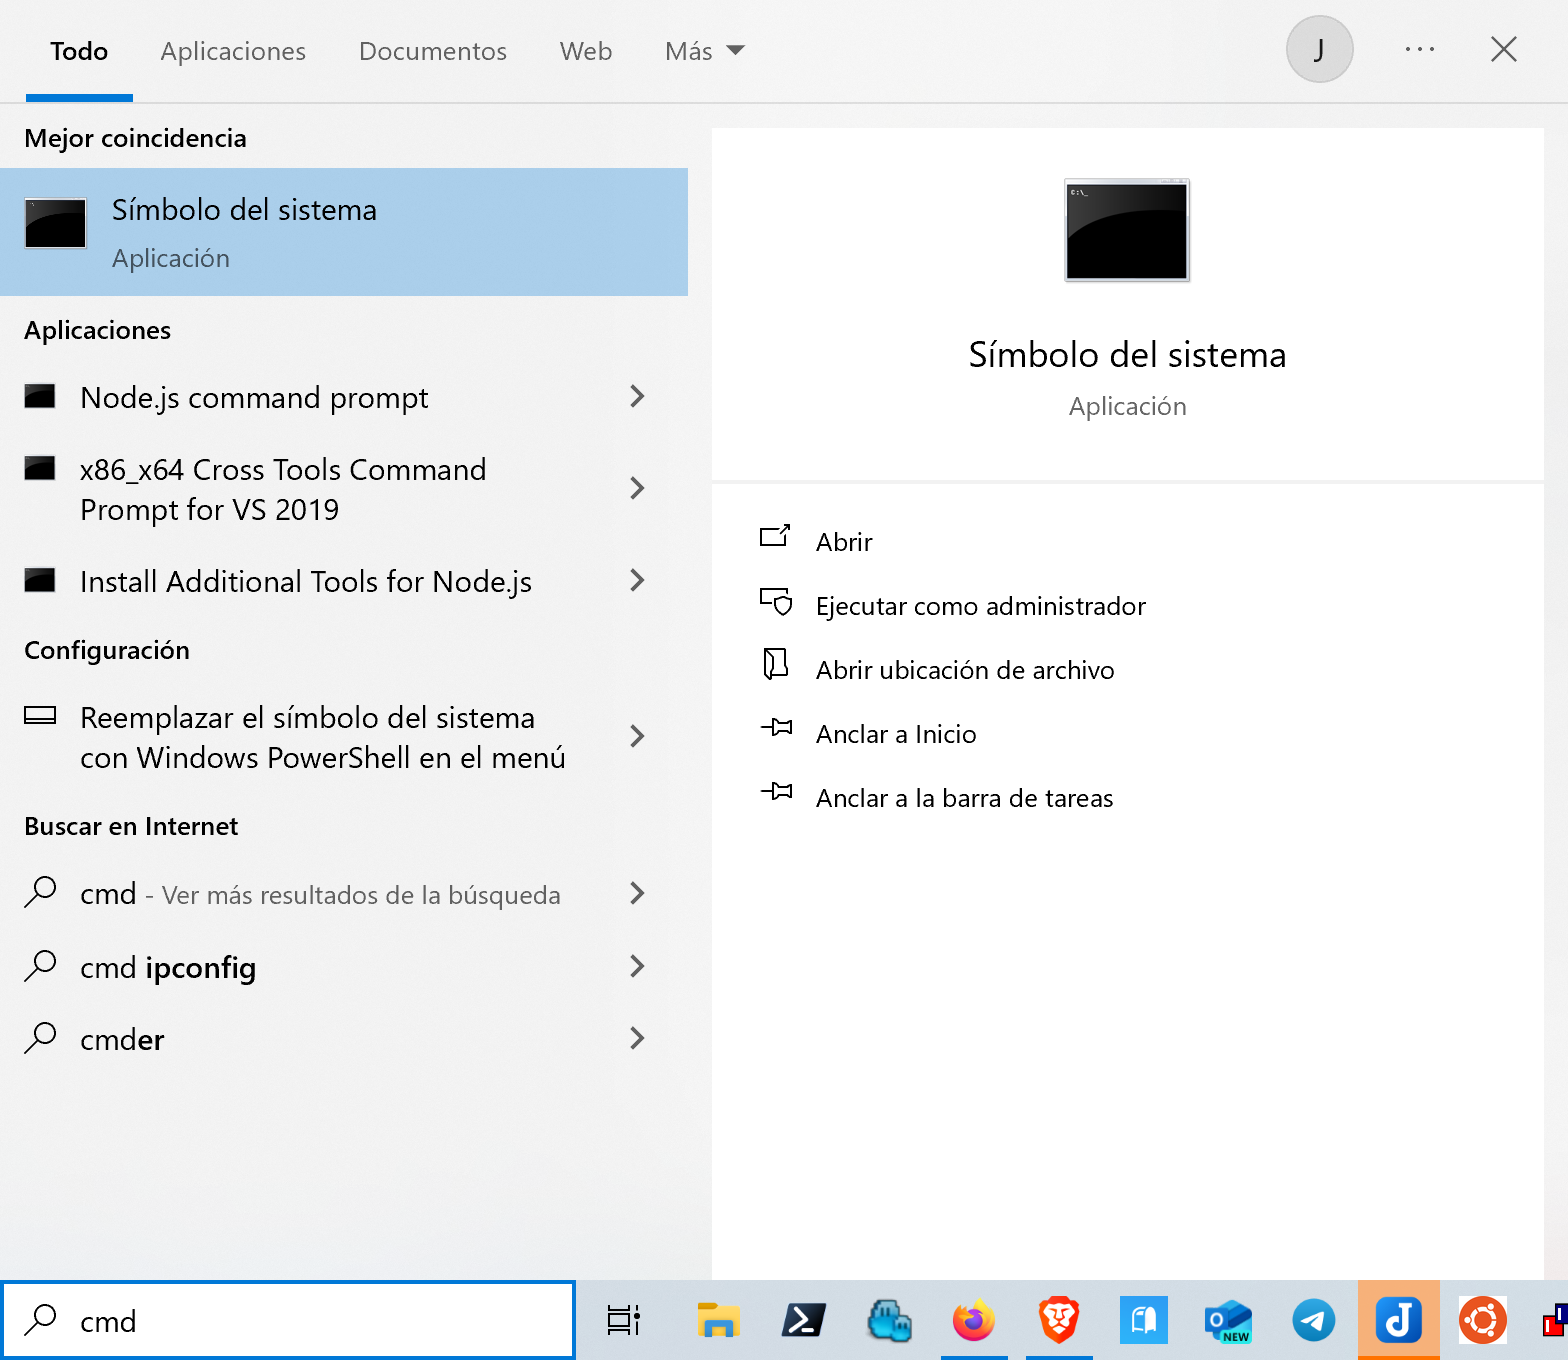 Todo Aplicaciones Documentos Web Más J
Mejor coincidencia
Símbolo del sistema
Aplicación
Aplicaciones
Node.js command prompt
x86_x64 Cross Tools Command
Prompt for VS 2019
Install Additional Tools for Node.js
Configuración
Reemplazar el símbolo del sistema
con Windows PowerShell en el menú
Buscar en Internet
cmd - Ver más resultados de la búsqueda
cmd ipconfig
cmder
C:\_
Símbolo del sistema
Aplicación
Abrir
Ejecutar como administrador
Abrir ubicación de archivo
Anclar a Inicio
Anclar a la barra de tareas
cmd
O
NEW